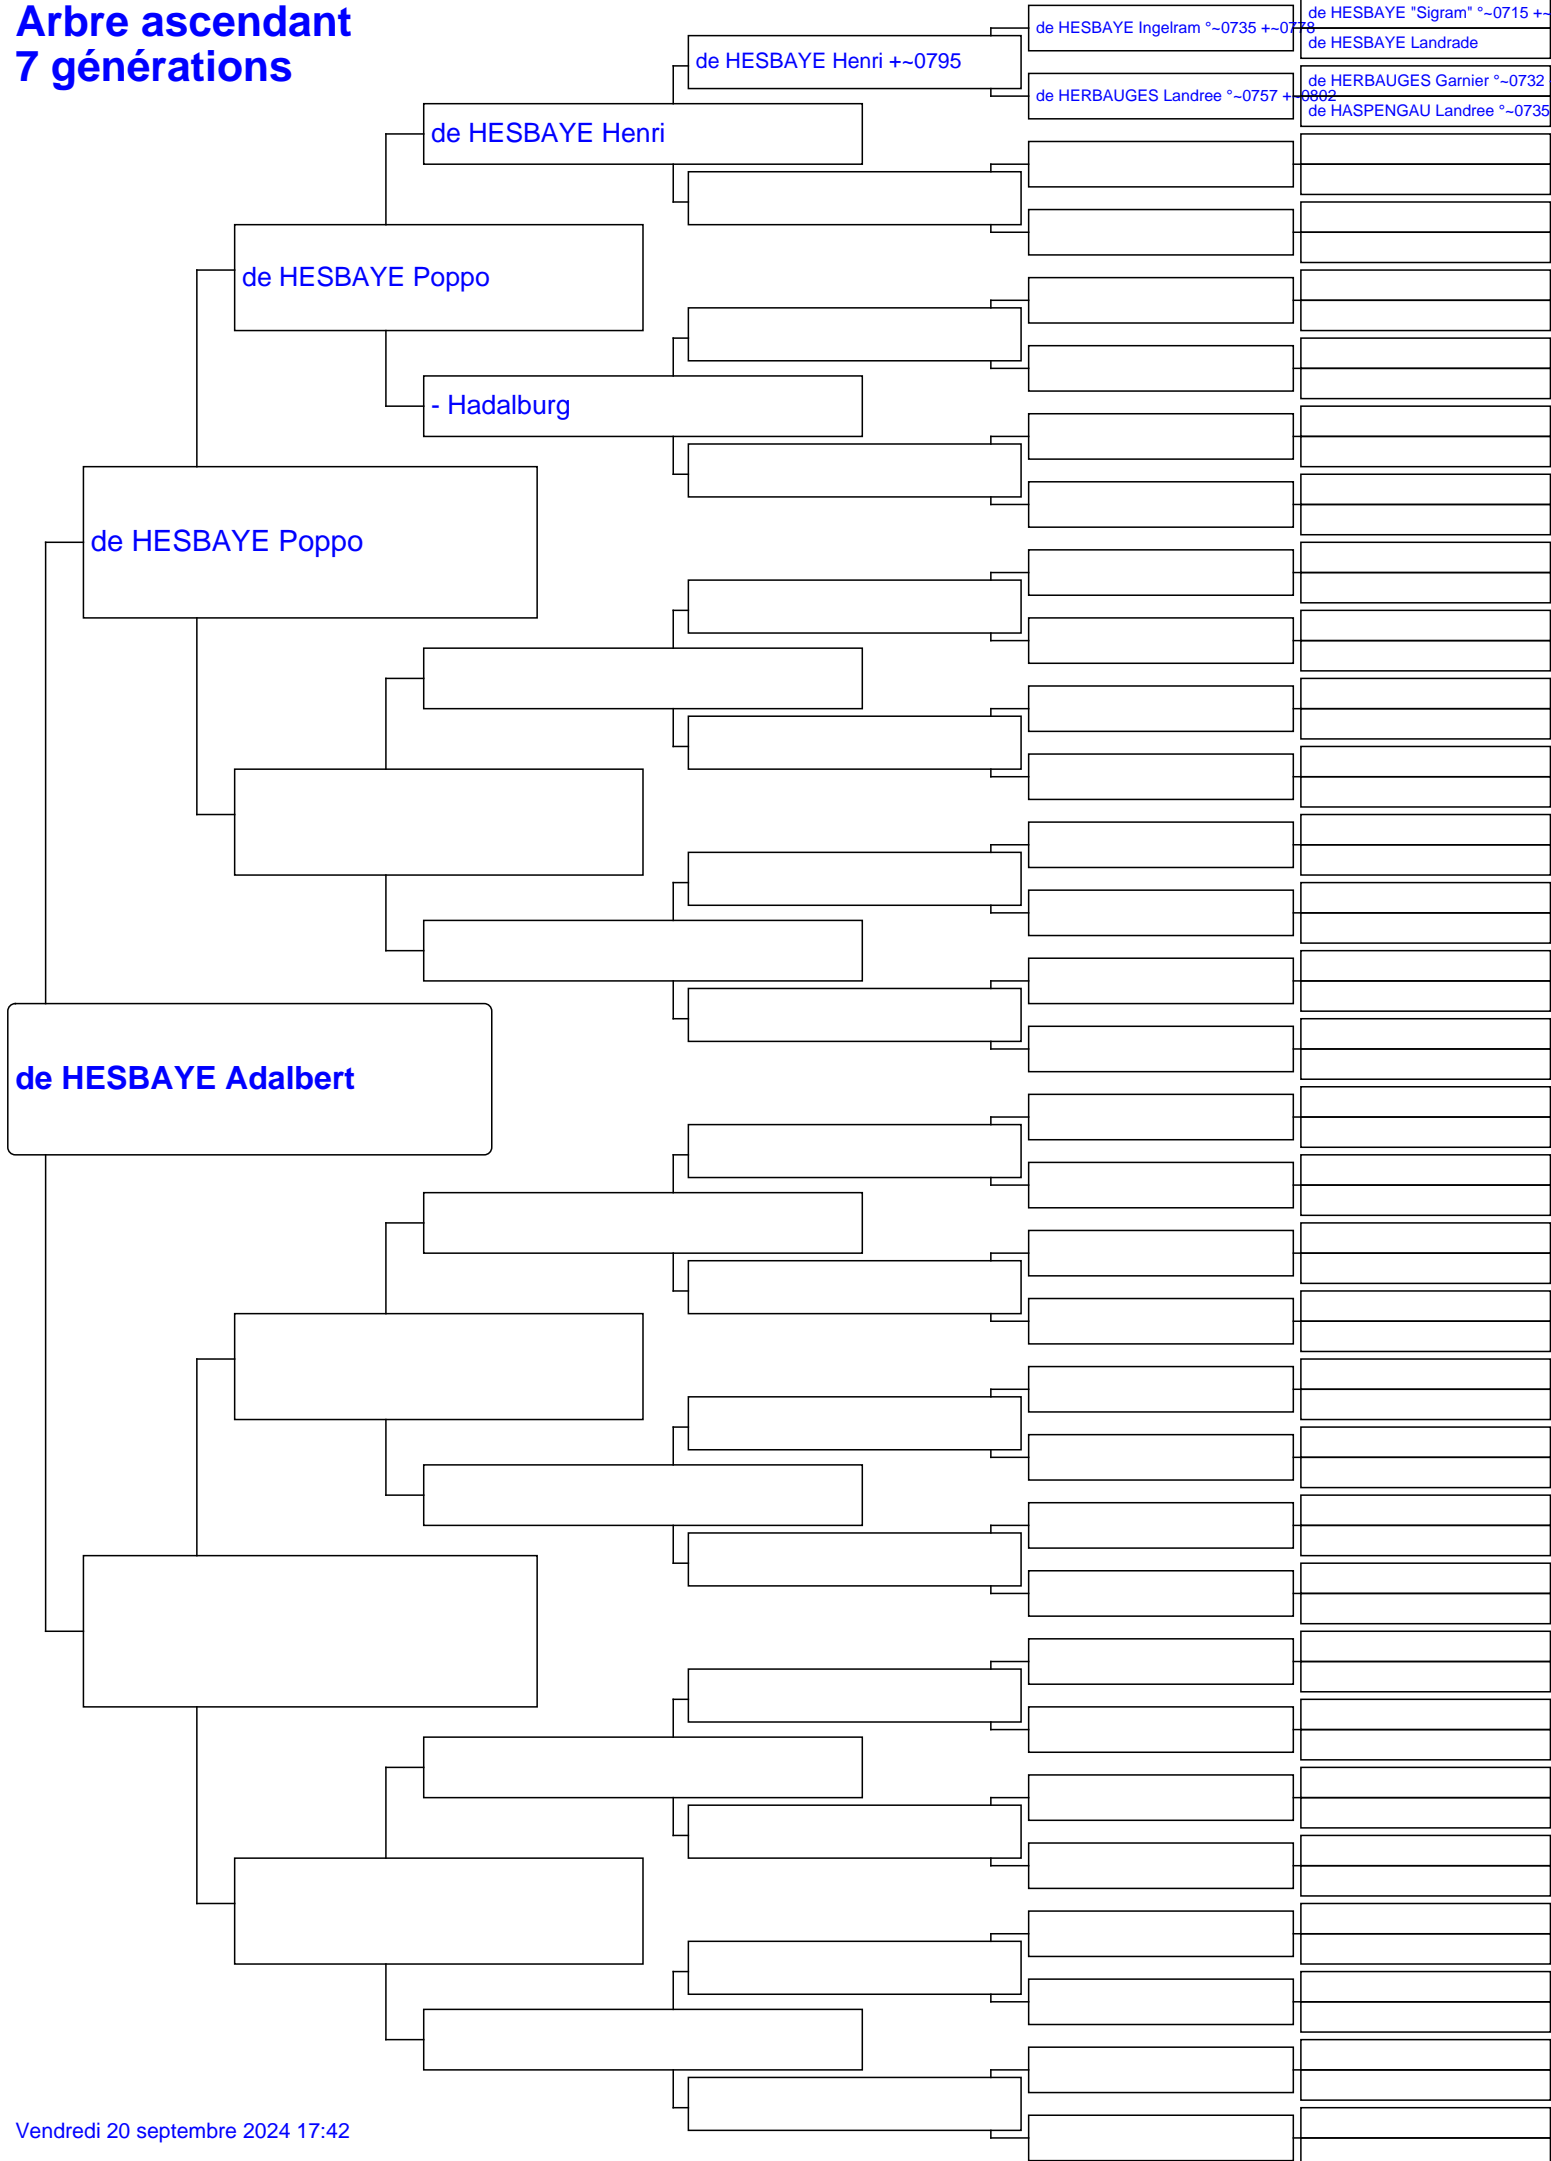 Arbre ascendant
7 générations
de HESBAYE "Sigram" °~0715 +~
de HESBAYE Ingelram °~0735 +~0778
de HESBAYE Landrade
de HESBAYE Henri +~0795
de HERBAUGES Garnier °~0732
de HERBAUGES Landree °~0757 +~0802
de HASPENGAU Landree °~0735
de HESBAYE Henri
de HESBAYE Poppo
- Hadalburg
de HESBAYE Poppo
de HESBAYE Adalbert
Vendredi 20 septembre 2024 17:42